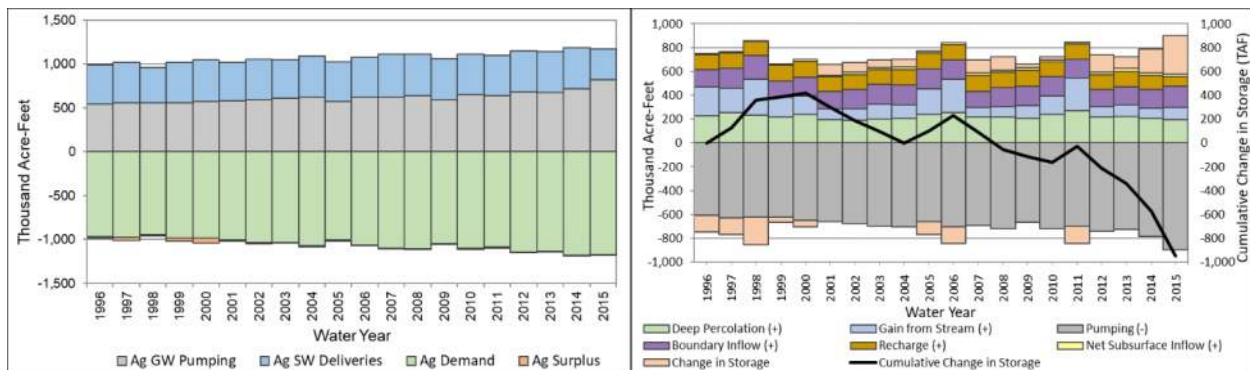 1,500
1,000
500
0
-500
-1,000
-1,500
Thousand Acre-Feet
1996 1997 1998 1999 2000 2001 2002 2003 2004 2005 2006 2007 2008 2009 2010 2011 2012 2013 2014 2015
Water Year
Ag GW Pumping Ag SW Deliveries Ag Demand Ag Surplus
1,000
800
600
400
200
0
-200
-400
-600
-800
-1,000
Thousand Acre-Feet
1,000
800
600
400
200
0
-200
-400
-600
-800
-1,000
Cumulative Change in Storage (TAF)
1996 1997 1998 1999 2000 2001 2002 2003 2004 2005 2006 2007 2008 2009 2010 2011 2012 2013 2014 2015
Water Year
Deep Percolation (+) Gain from Stream (+) Pumping (-)
Boundary Inflow (+) Recharge (+) Net Subsurface Inflow (+)
Change in Storage Cumulative Change in Storage